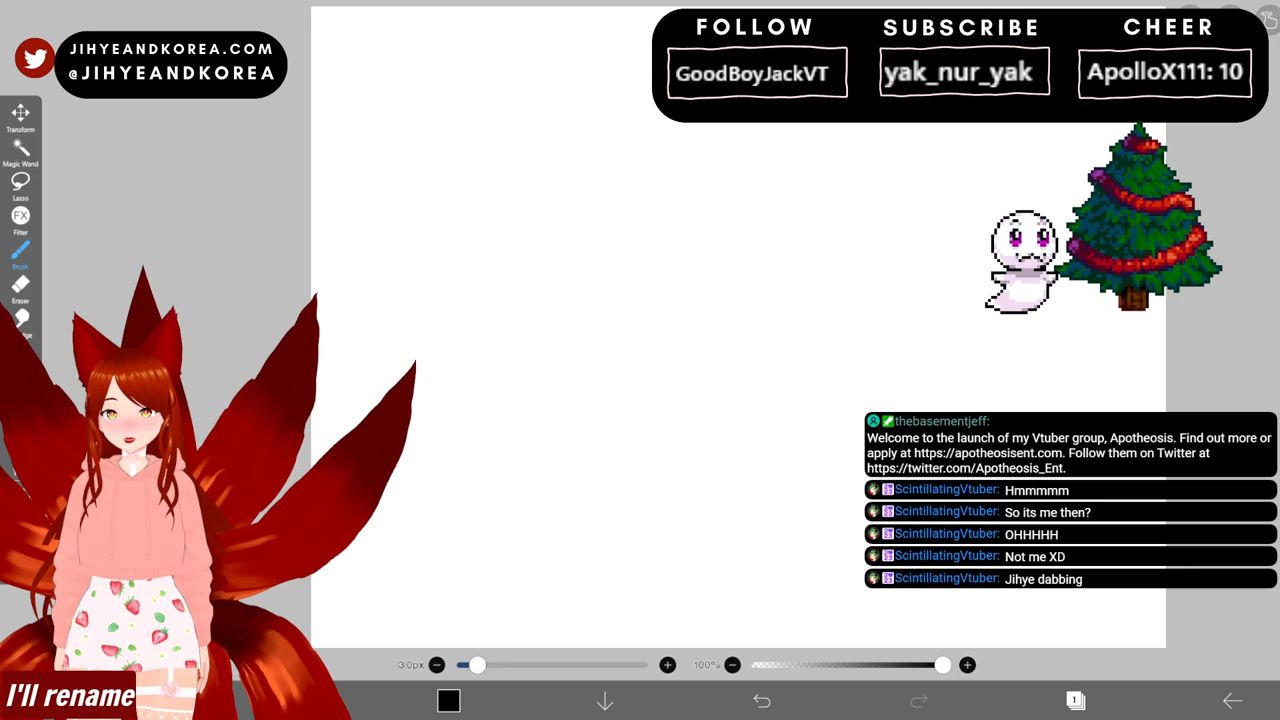 JIHYEANDKOREA.COM
@JIHYEANDKOREA
FOLLOW
SUBSCRIBE
CHEER
GoodBoyJackVT
yak_nur_yak
ApolloX111: 10
Transform
Magic Wand
Lasso
FX
Filter
Brush
Eraser
thebasementjeff:
Welcome to the launch of my Vtuber group, Apotheosis. Find out more or
apply at https://apotheosisent.com. Follow them on Twitter at
https://twitter.com/Apotheosis_Ent.
ScintillatingVtuber: Hmmmmm
ScintillatingVtuber: So its me then?
ScintillatingVtuber: OHHHHH
ScintillatingVtuber: Not me XD
ScintillatingVtuber: Jihye dabbing
30px
100%
1
I'll rename